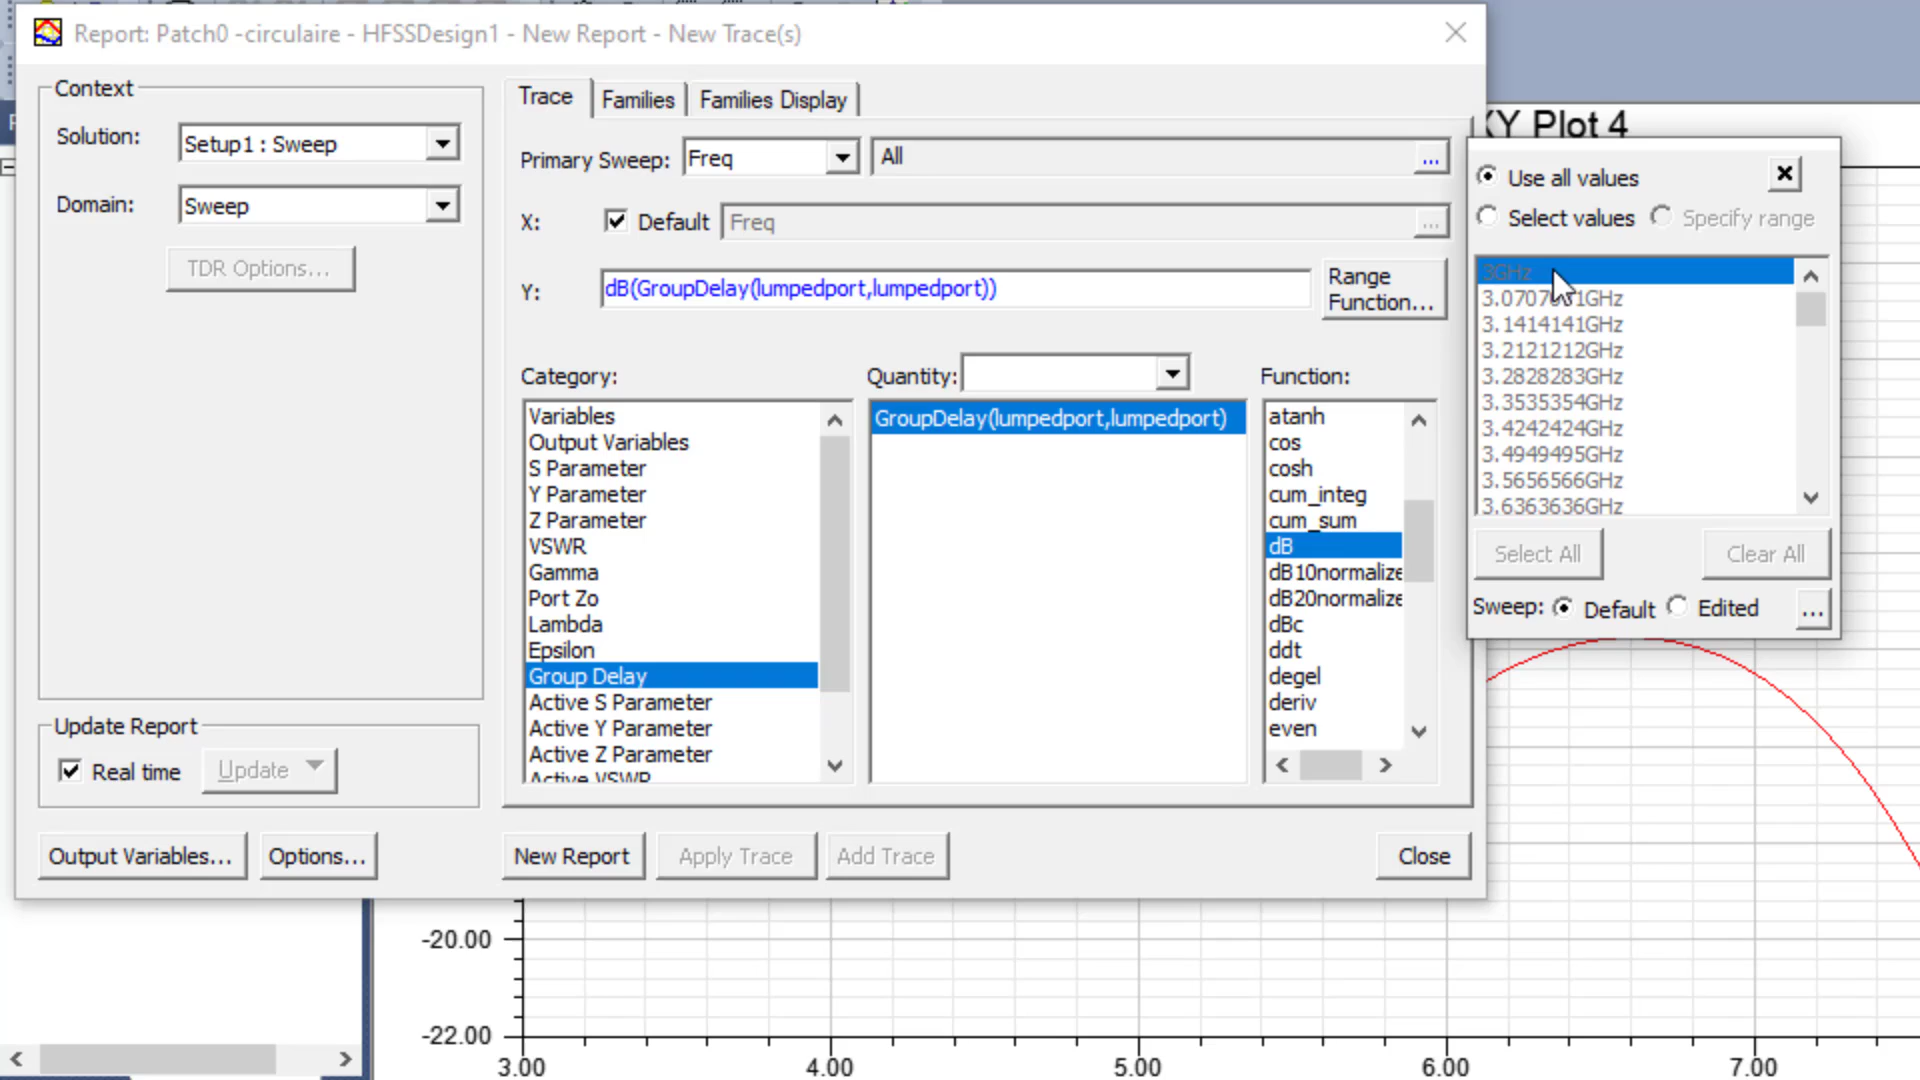 Report: Patch0 -circulaire - HFSSDesign1 - New Report - New Trace(s)
Context
Solution: Setup1 : Sweep
Domain: Sweep
TDR Options...
Update Report
Real time Update
Output Variables... Options...
Trace Families Families Display
Primary Sweep: Freq All ...
X: Default Freq ...
Y: dB(GroupDelay(lumpedport,lumpedport)) Range Function...
Category:
Variables
Output Variables
S Parameter
Y Parameter
Z Parameter
VSWR
Gamma
Port Zo
Lambda
Epsilon
Group Delay
Active S Parameter
Active Y Parameter
Active Z Parameter
Active VSWR
Quantity:
GroupDelay(lumpedport,lumpedport)
Function:
atanh
cos
cosh
cum_integ
cum_sum
dB
dB10normalize
dB20normalize
dBc
ddt
degel
deriv
even
New Report Apply Trace Add Trace Close
XY Plot 4
Use all values
Select values Specify range
3GHz
3.1414141GHz
3.2121212GHz
3.2828283GHz
3.3535354GHz
3.4242424GHz
3.4949495GHz
3.5656566GHz
3.6363636GHz
Select All Clear All
Sweep: Default Edited ...
-20.00
-22.00
3.00 4.00 5.00 6.00 7.00